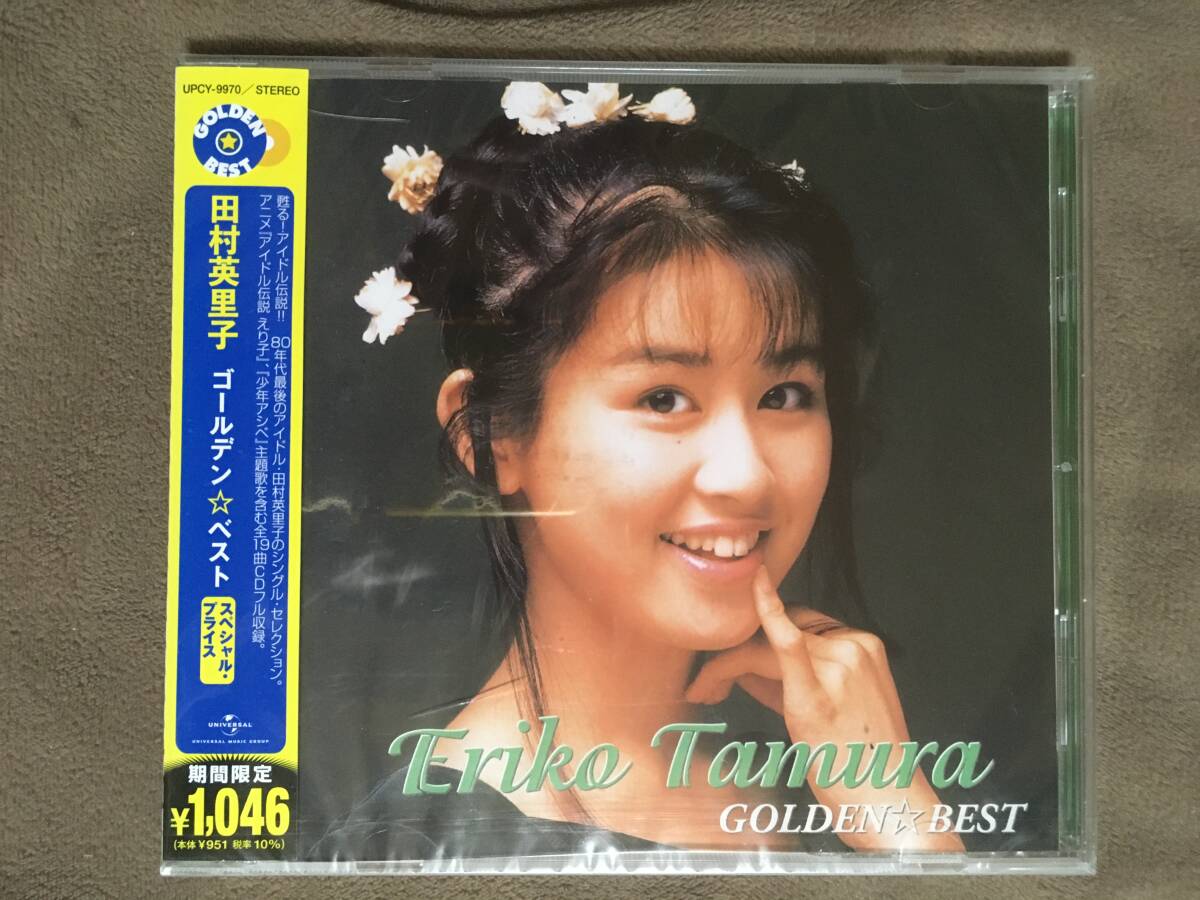 UPCY-9970／STEREO
GOLDEN
BEST
田村英里子 ゴールデン☆ベスト
スペシャル・
プライス
甦る！アイドル伝説!! 80年代最後のアイドル・田村英里子のシングル・セレクション。
アニメ『アイドル伝説 えり子』、『少年アシベ』主題歌を含む全19曲CDフル収録。
UNIVERSAL
UNIVERSAL MUSIC GROUP
期間限定
¥1,046
(本体 ¥951 税率10%)
Eriko Tamura
GOLDEN☆BEST